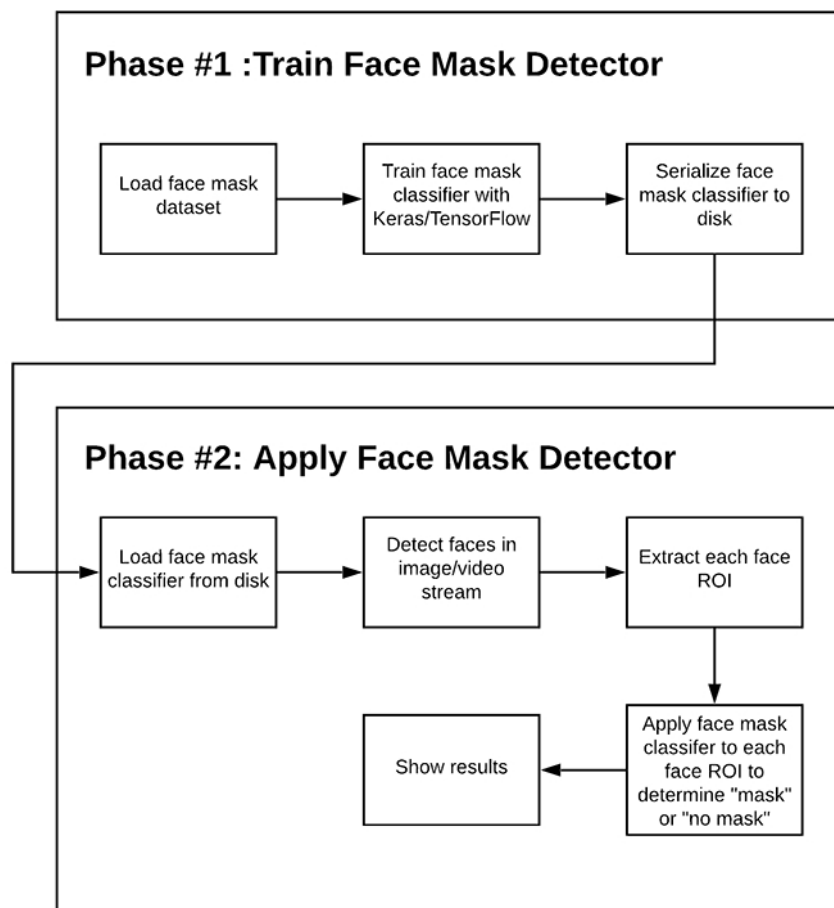 Phase #1 :Train Face Mask Detector
Load face mask
dataset
Train face mask
classifier with
Keras/TensorFlow
Serialize face
mask classifier to
disk
Phase #2: Apply Face Mask Detector
Load face mask
classifier from disk
Detect faces in
image/video
stream
Extract each face
ROI
Apply face mask
classifer to each
face ROI to
determine "mask"
or "no mask"
Show results